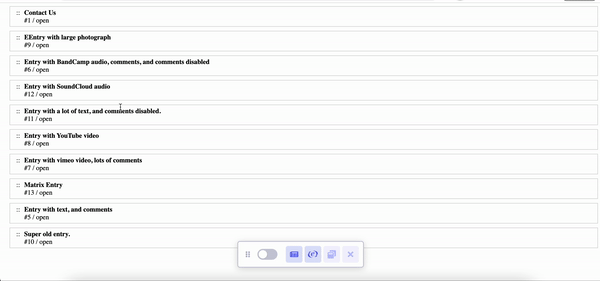 Contact Us
#1 / open
EEntry with large photograph
#9 / open
Entry with BandCamp audio, comments, and comments disabled
#6 / open
Entry with SoundCloud audio
#12 / open
Entry with a lot of text, and comments disabled.
#11 / open
Entry with YouTube video
#8 / open
Entry with vimeo video, lots of comments
#7 / open
Matrix Entry
#13 / open
Entry with text, and comments
#5 / open
Super old entry.
#10 / open